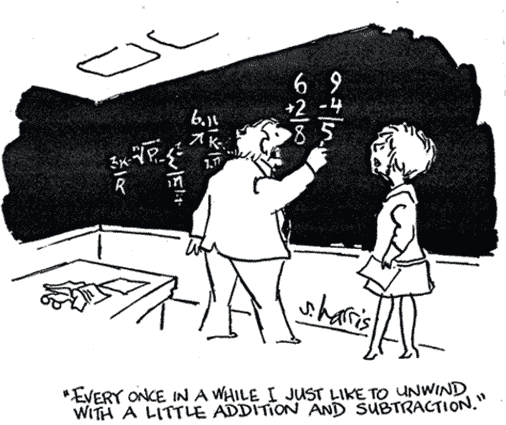 6 9
+2 -4
8 5
S. harris
"EVERY ONCE IN A WHILE I JUST LIKE TO UNWIND
WITH A LITTLE ADDITION AND SUBTRACTION."